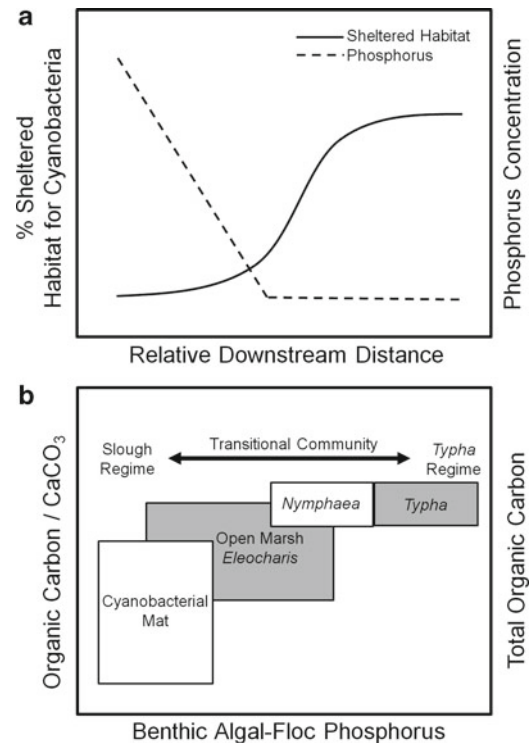 a
Sheltered Habitat
Phosphorus
% Sheltered
Habitat for Cyanobacteria
Phosphorus Concentration
Relative Downstream Distance
b
Slough
Regime
Transitional Community
Typha
Regime
Nymphaea
Typha
Open Marsh
Eleocharis
Cyanobacterial
Mat
Organic Carbon / CaCO₃
Total Organic Carbon
Benthic Algal-Floc Phosphorus